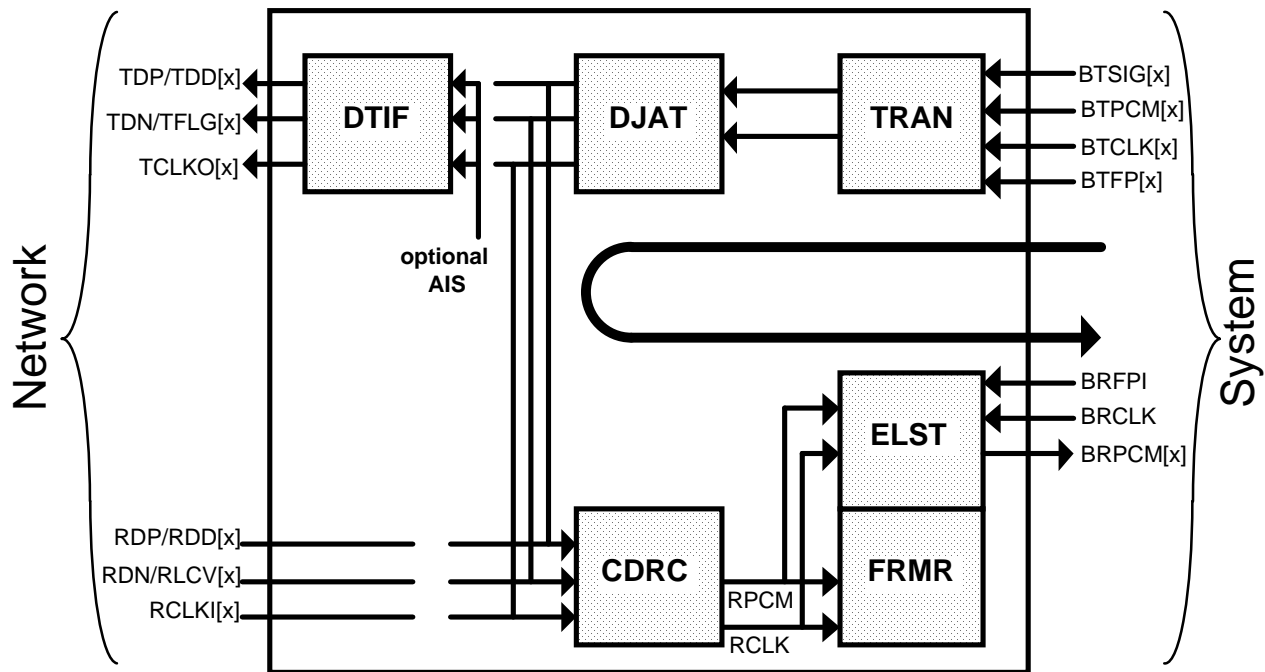 TDP/TDD[x]
TDN/TFLG[x]
TCLKO[x]
DTIF
DJAT
TRAN
BTSIG[x]
BTPCM[x]
BTCLK[x]
BTFP[x]
optional
AIS
Network
System
BRFPI
BRCLK
BRPCM[x]
ELST
RDP/RDD[x]
RDN/RLCV[x]
RCLKI[x]
CDRC
RPCM
RCLK
FRMR